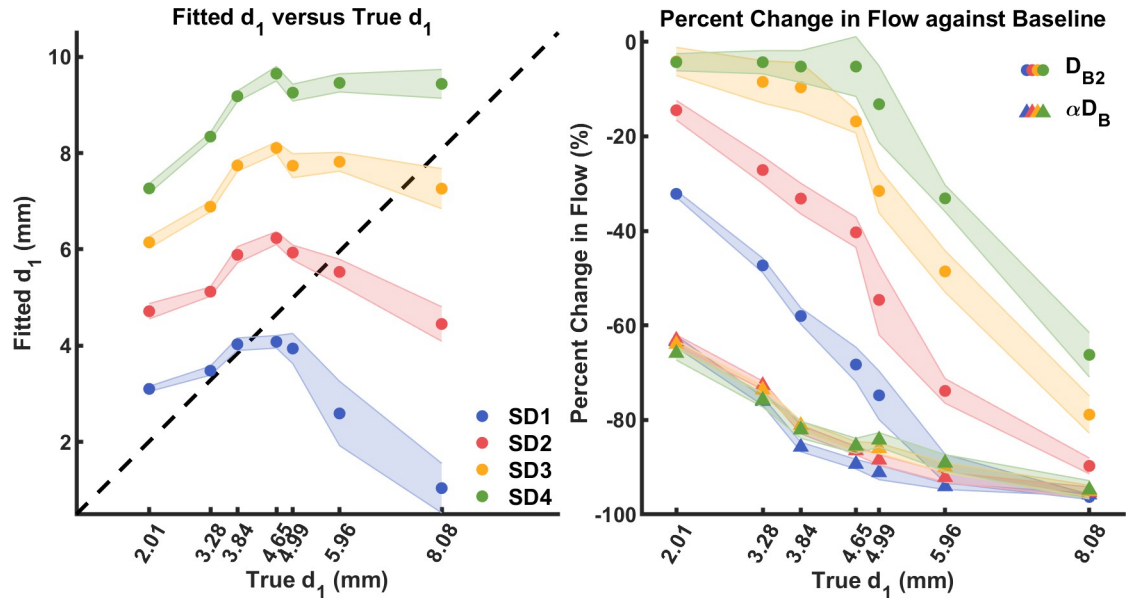 Fitted d1 versus True d1
10
8
6
4
2
Fitted d1 (mm)
SD1
SD2
SD3
SD4
2.01
3.28
3.84
4.65
4.99
5.96
8.08
True d1 (mm)
Percent Change in Flow against Baseline
0
-20
-40
-60
-80
-100
Percent Change in Flow (%)
DB2
αDB
2.01
3.28
3.84
4.65
4.99
5.96
8.08
True d1 (mm)